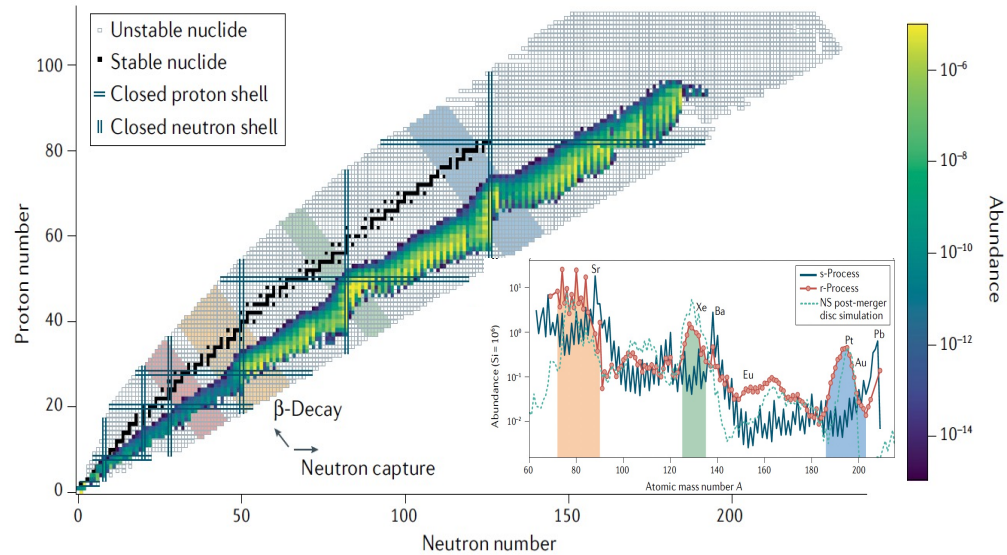 Unstable nuclide
Stable nuclide
Closed proton shell
Closed neutron shell
Proton number
100
80
60
40
20
0
0
50
100
150
200
Neutron number
β-Decay
Neutron capture
Abundance
10⁻⁶
10⁻⁸
10⁻¹⁰
10⁻¹²
10⁻¹⁴
s-Process
r-Process
NS post-merger
disc simulation
Sr
Xe
Ba
Eu
Pt
Au
Pb
Abundance (Si = 10⁶)
10¹
10⁰
10⁻¹
10⁻²
60
80
100
120
140
160
180
200
Atomic mass number A